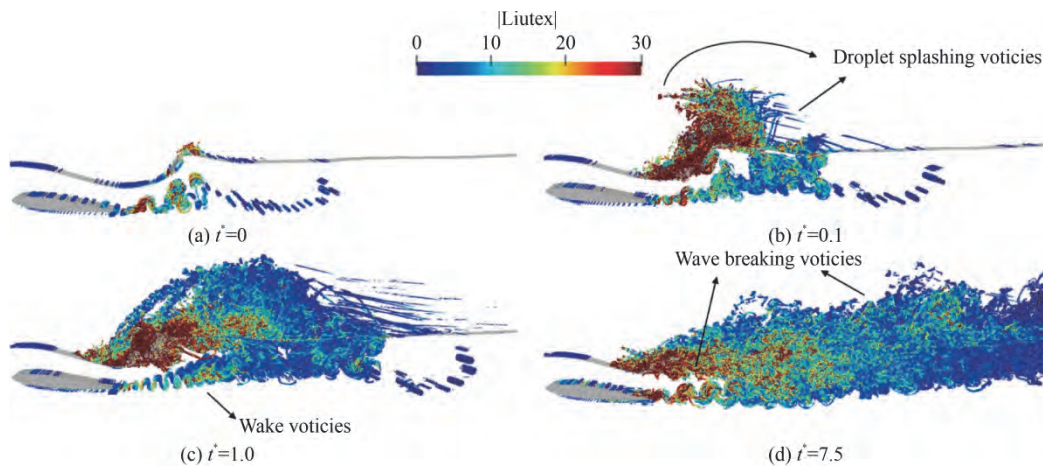 |Liutex|
0 10 20 30
Droplet splashing voticies
(a) t*=0
(b) t*=0.1
Wave breaking voticies
Wake voticies
(c) t*=1.0
(d) t*=7.5